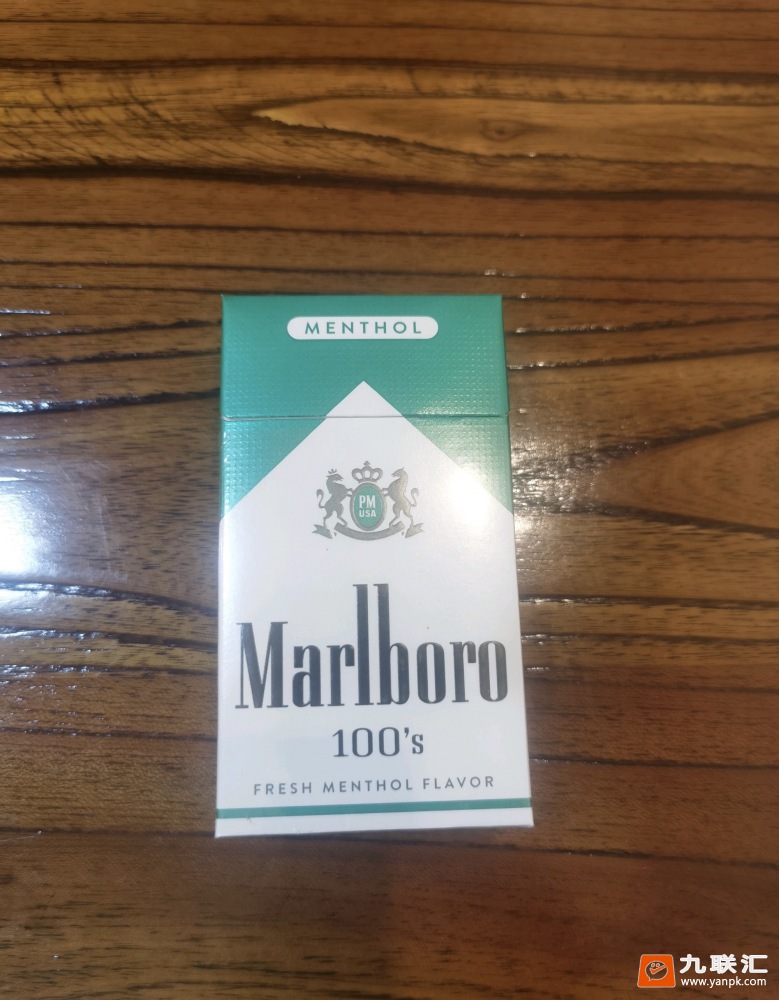 MENTHOL
PM
USA
Marlboro
100's
FRESH MENTHOL FLAVOR
九联汇
www.yanpk.com